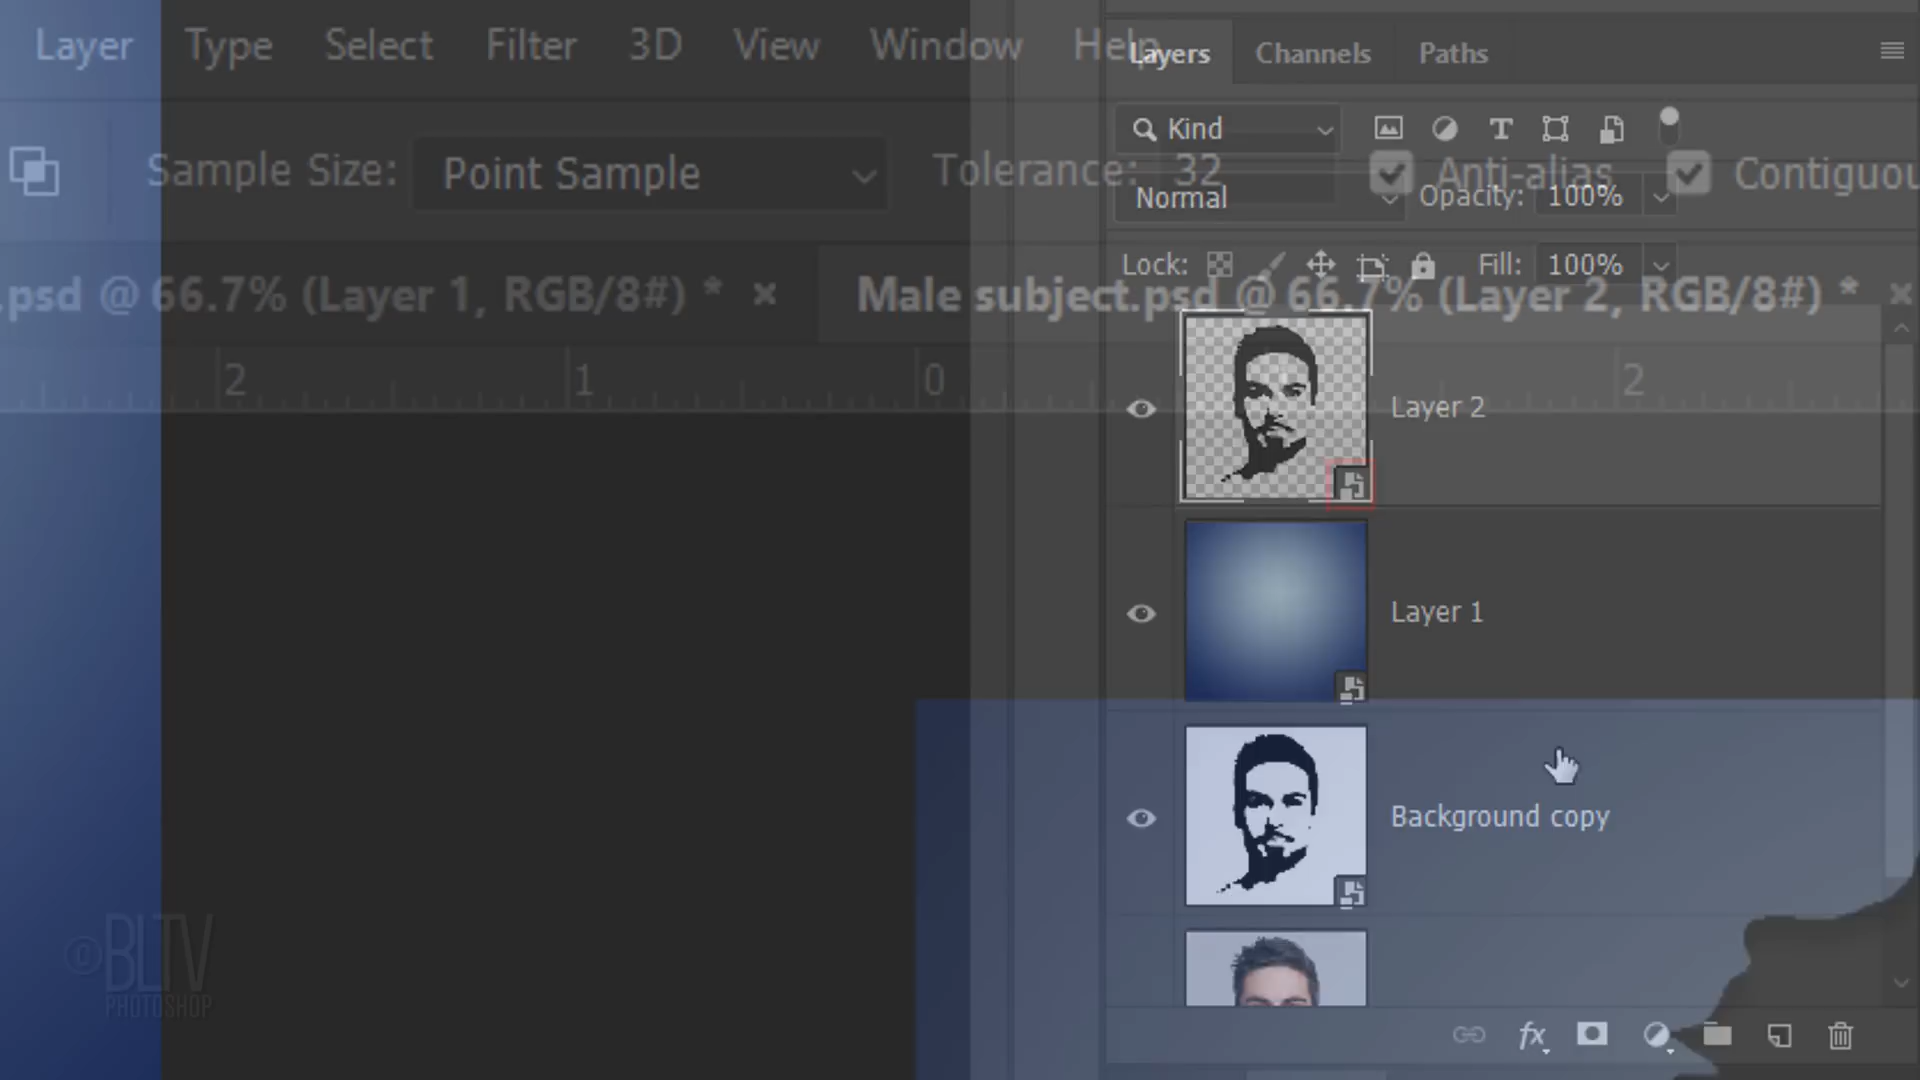 Layer Type Select Filter 3D View Window Help
Layers Channels Paths
Kind
Sample Size: Point Sample Tolerance: 32 Anti-alias Contiguou
Normal Opacity: 100%
Lock: Fill: 100%
.psd @ 66.7% (Layer 1, RGB/8#) * × Male subject.psd @ 66.7% (Layer 2, RGB/8#) * ×
2 1 0 2
Layer 2
Layer 1
Background copy
©BLTV
PHOTOSHOP
fx